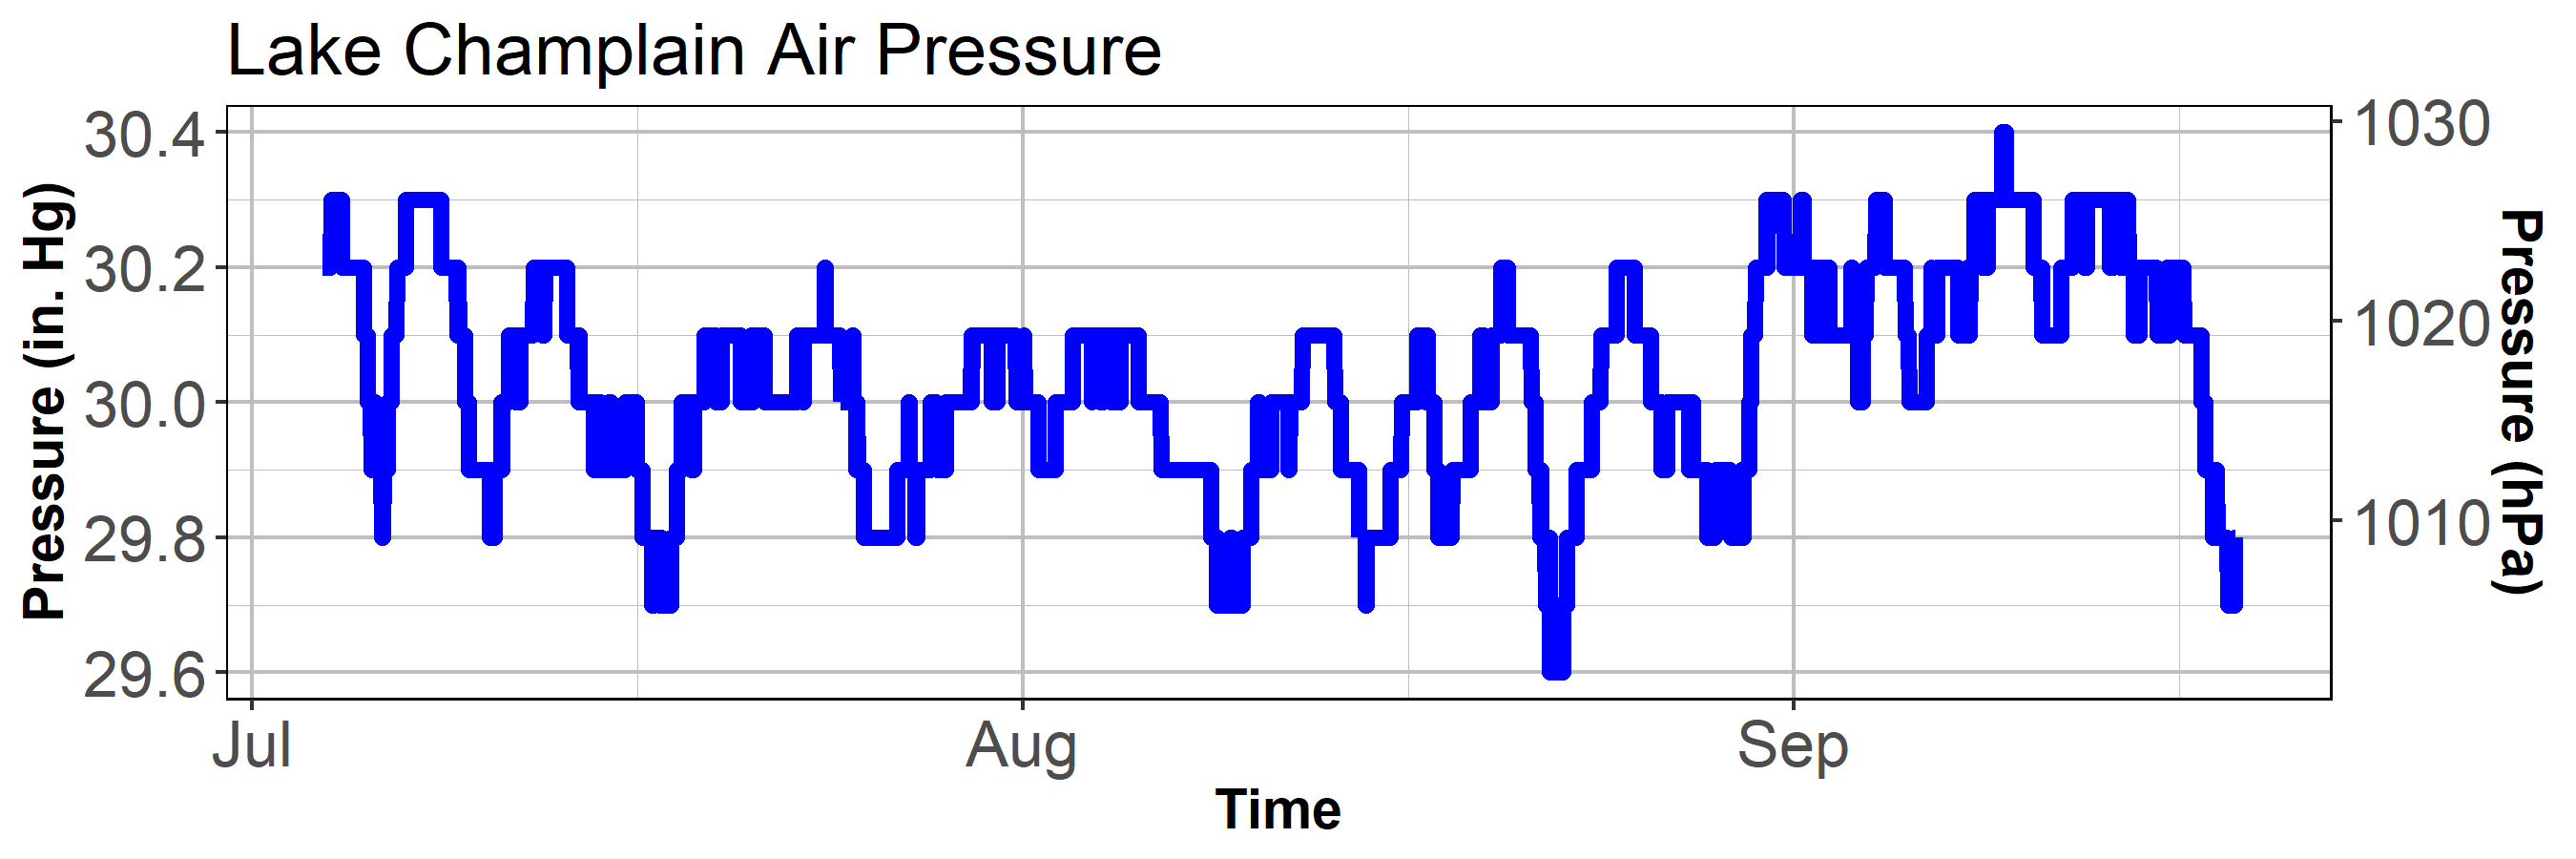 Lake Champlain Air Pressure
30.4
30.2
30.0
29.8
29.6
Pressure (in. Hg)
1030
1020
1010
Pressure (hPa)
Jul
Aug
Sep
Time